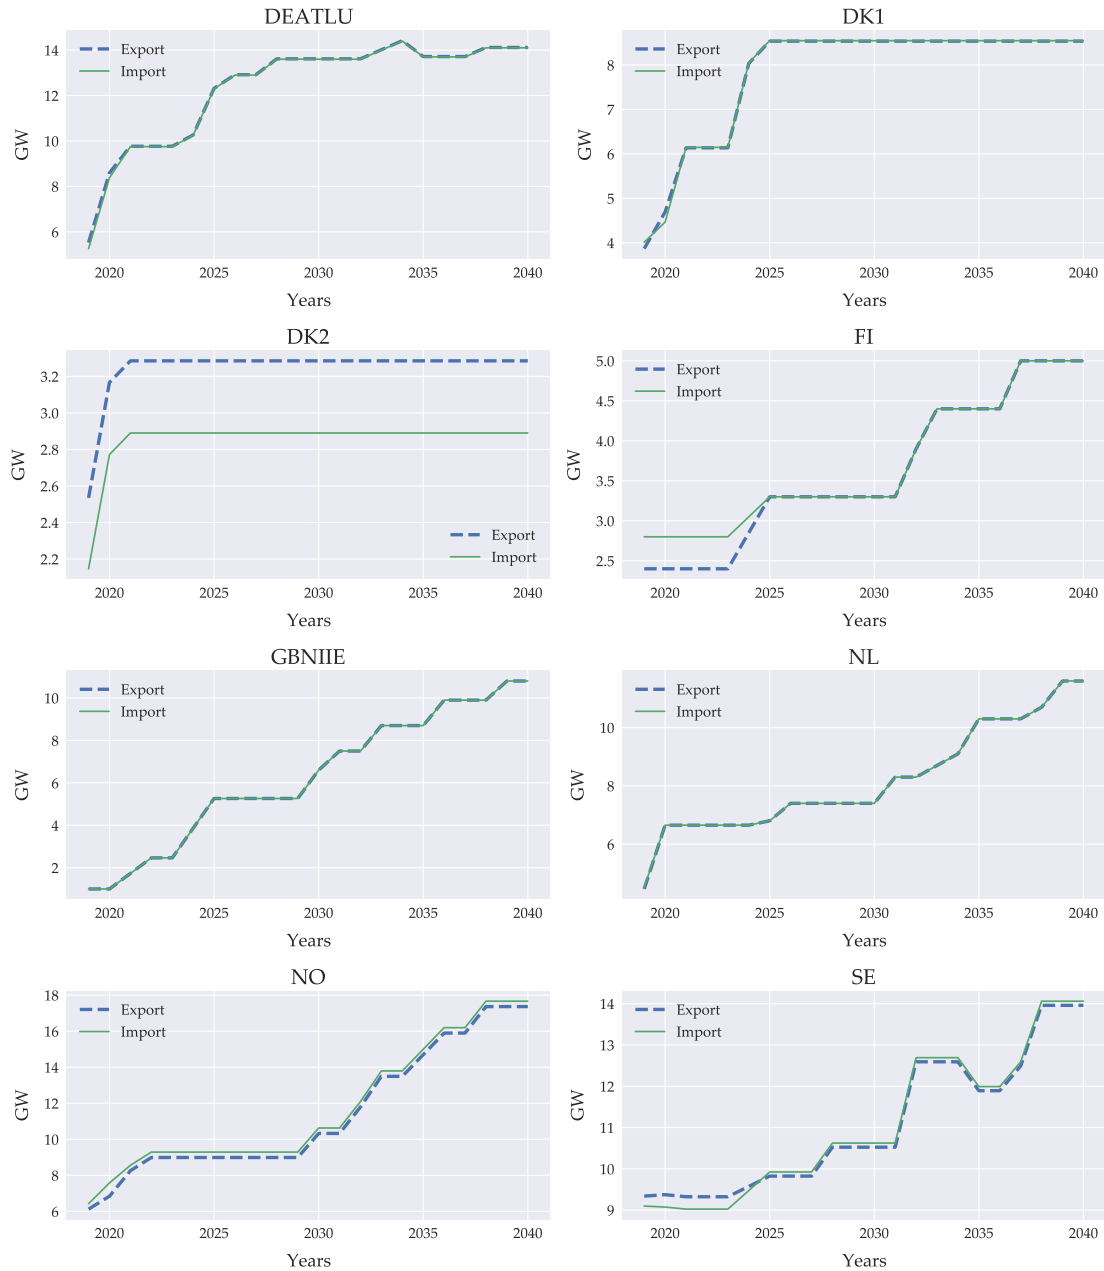 DEATLU
Export
Import
14
12
10
8
6
GW
2020 2025 2030 2035 2040
Years
DK1
Export
Import
8
7
6
5
4
GW
2020 2025 2030 2035 2040
Years
DK2
3.2
3.0
2.8
2.6
2.4
2.2
GW
Export
Import
2020 2025 2030 2035 2040
Years
FI
Export
Import
5.0
4.5
4.0
3.5
3.0
2.5
GW
2020 2025 2030 2035 2040
Years
GBNIIE
Export
Import
10
8
6
4
2
GW
2020 2025 2030 2035 2040
Years
NL
Export
Import
10
8
6
GW
2020 2025 2030 2035 2040
Years
NO
Export
Import
18
16
14
12
10
8
6
GW
2020 2025 2030 2035 2040
Years
SE
Export
Import
14
13
12
11
10
9
GW
2020 2025 2030 2035 2040
Years